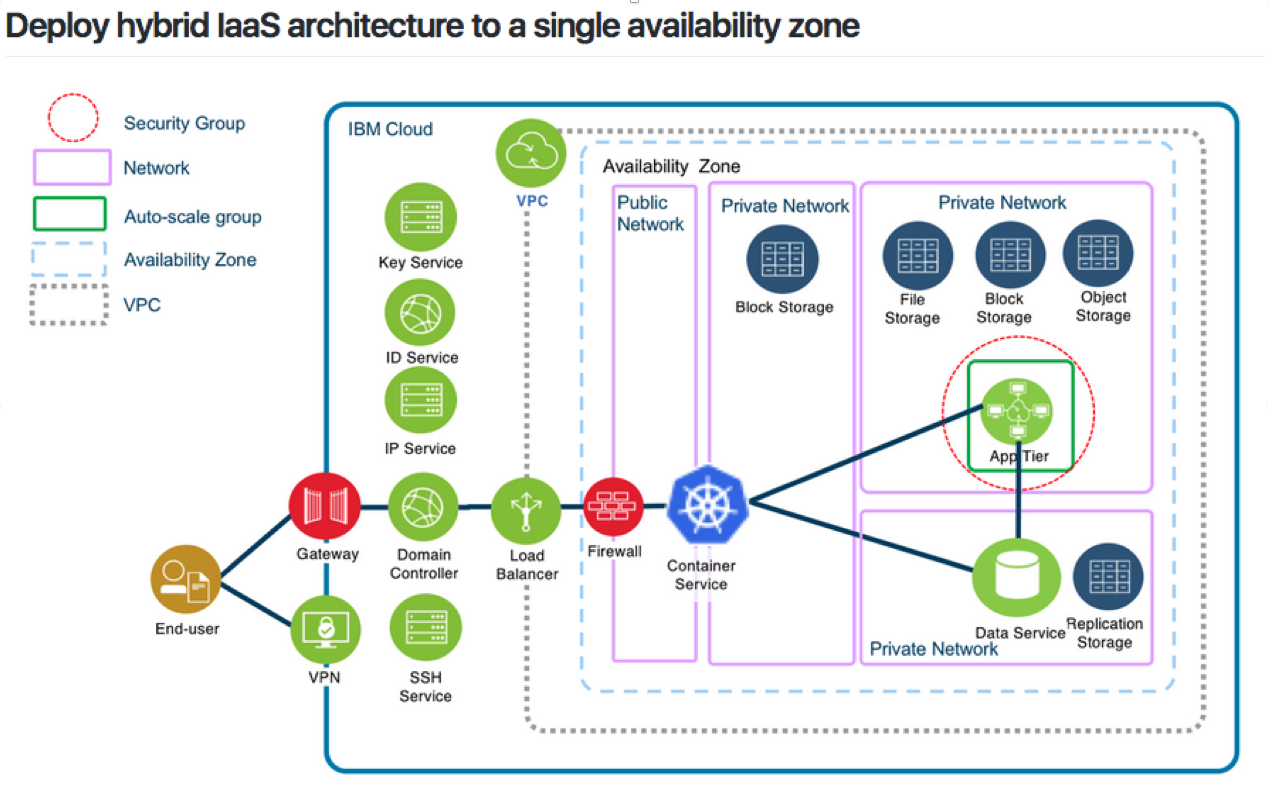 Deploy hybrid IaaS architecture to a single availability zone
Security Group
Network
Auto-scale group
Availability Zone
VPC
IBM Cloud
VPC
Key Service
ID Service
IP Service
Availability Zone
Public
Network
Private Network
Block Storage
Private Network
File
Storage
Block
Storage
Object
Storage
App Tier
End-user
Gateway
VPN
Domain
Controller
SSH
Service
Load
Balancer
Firewall
Container
Service
Data Service
Replication
Storage
Private Network